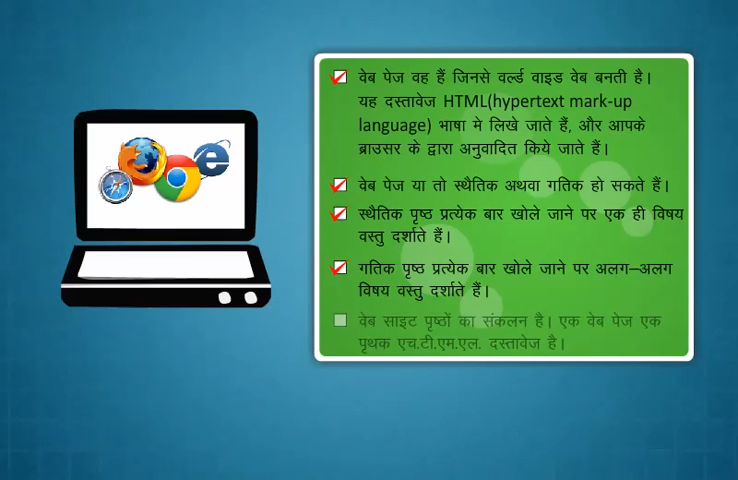 वेब पेज वह हैं जिनसे वर्ल्ड वाइड वेब बनती है।
यह दस्तावेज HTML(hypertext mark-up
language) भाषा मे लिखे जाते हैं, और आपके
ब्राउसर के द्वारा अनुवादित किये जाते हैं।
वेब पेज या तो स्थैतिक अथवा गतिक हो सकते हैं।
स्थैतिक पृष्ठ प्रत्येक बार खोले जाने पर एक ही विषय
वस्तु दर्शाते हैं।
गतिक पृष्ठ प्रत्येक बार खोले जाने पर अलग–अलग
विषय वस्तु दर्शाते हैं।
वेब साइट पृष्ठों का संकलन है। एक वेब पेज एक
पृथक एच.टी.एम.एल. दस्तावेज है।